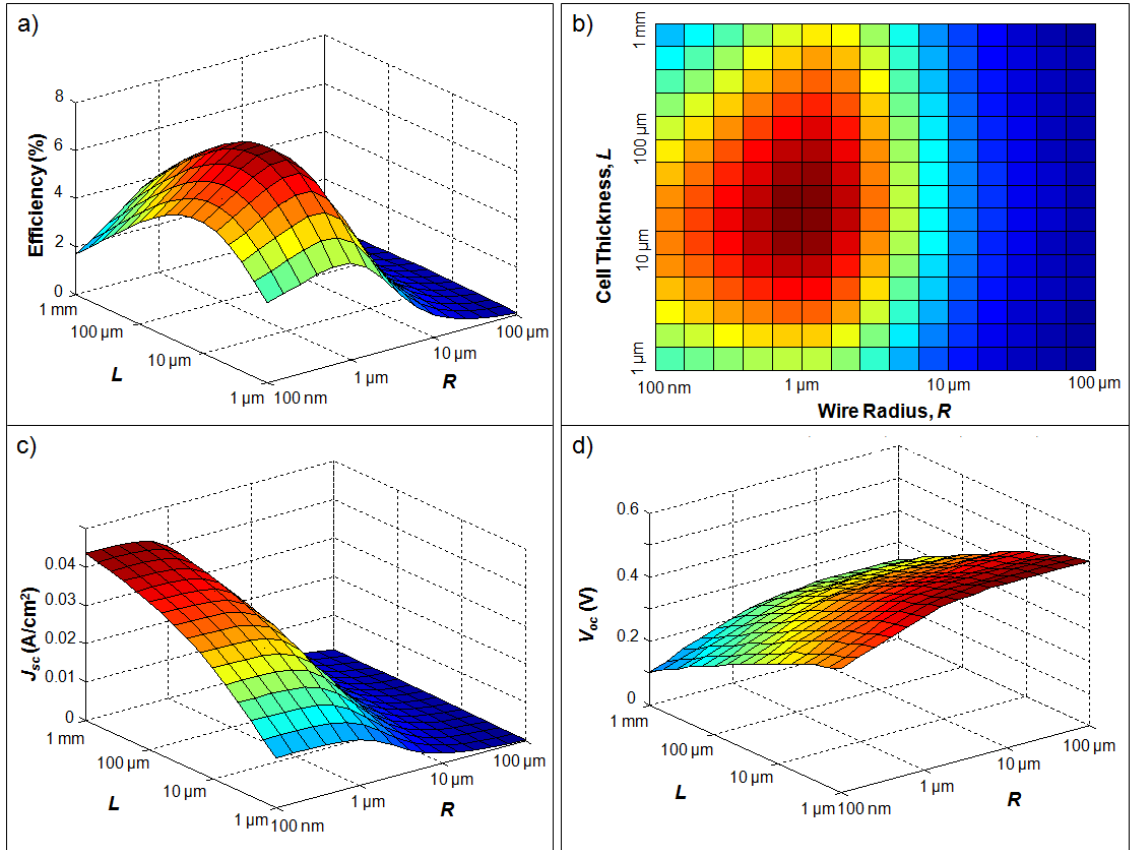 a)
8
6
4
2
0
Efficiency (%)
1 mm
100 µm
10 µm
1 µm
L
100 nm
1 µm
10 µm
100 µm
R
b)
1 mm
100 µm
10 µm
1 µm
Cell Thickness, L
100 nm
1 µm
10 µm
100 µm
Wire Radius, R
c)
0.04
0.03
0.02
0.01
0
Jsc (A/cm²)
1 mm
100 µm
10 µm
1 µm
L
100 nm
1 µm
10 µm
100 µm
R
d)
0.6
0.4
0.2
0
Voc (V)
1 mm
100 µm
10 µm
1 µm
L
100 nm
1 µm
10 µm
100 µm
R